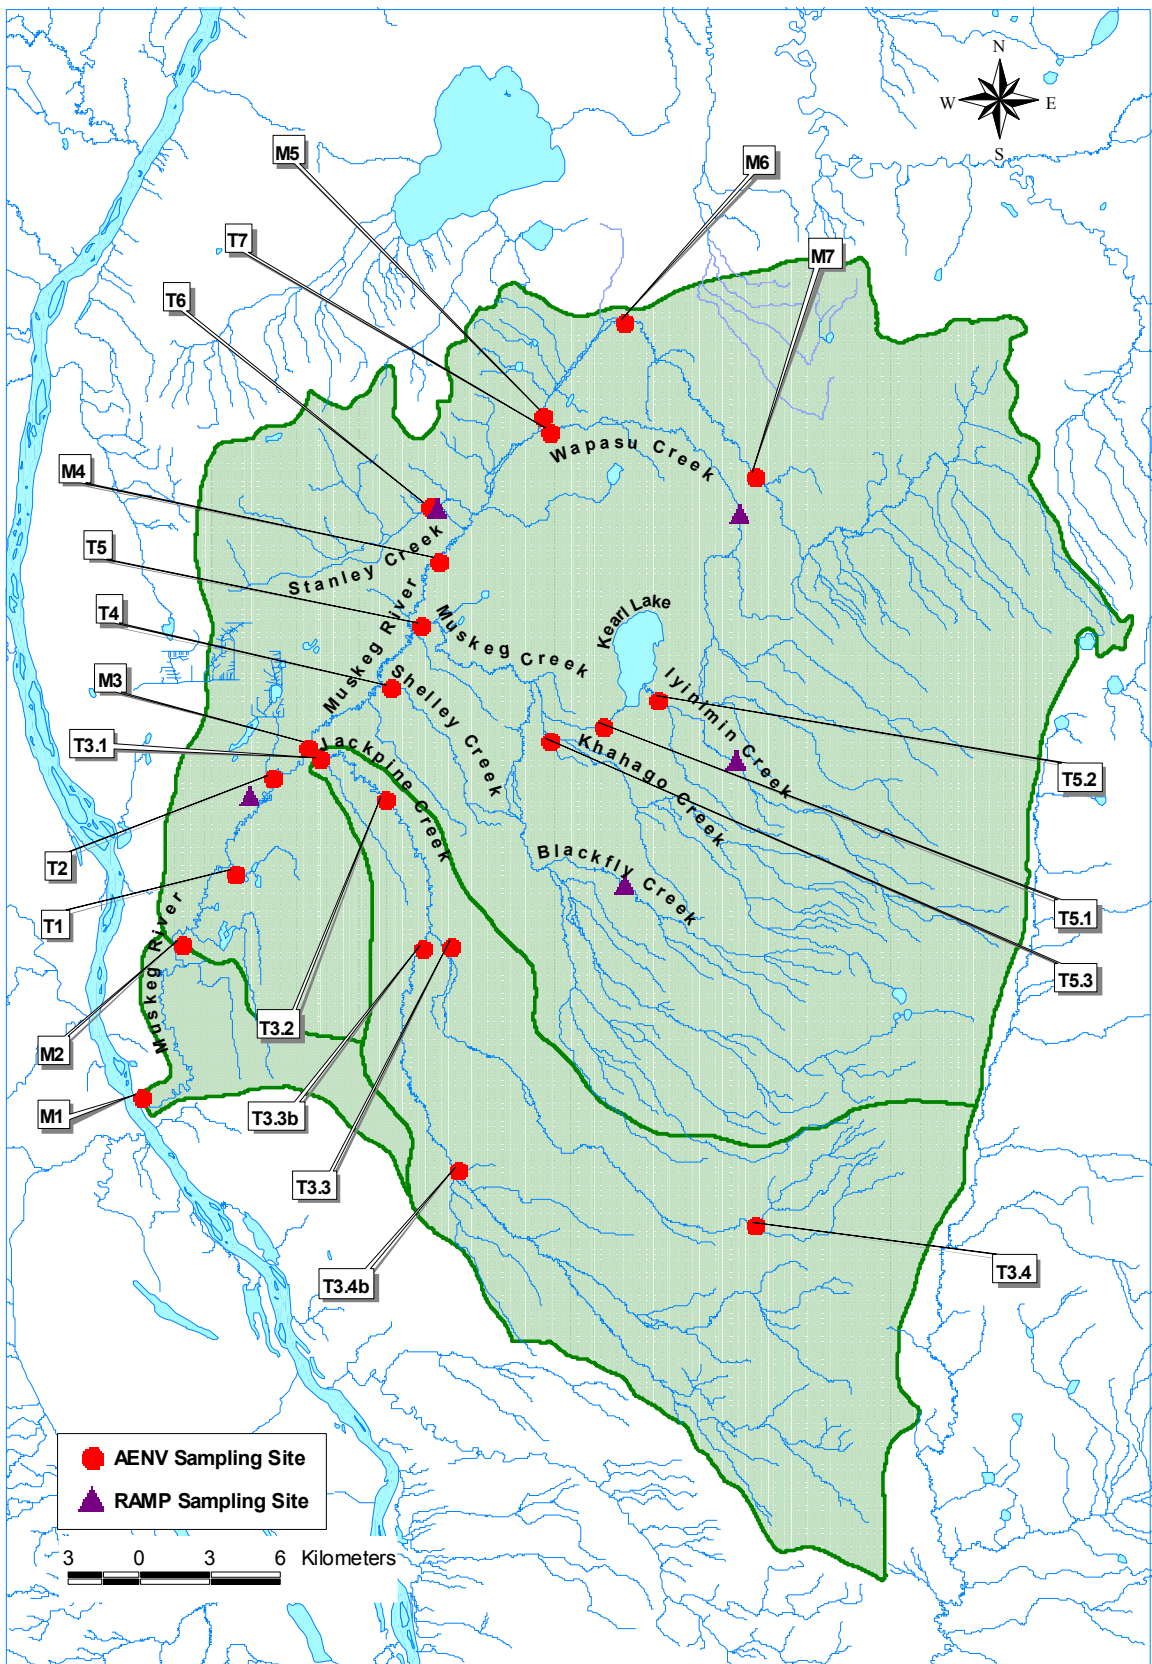 N
W E
S
M5
M6
T7
M7
T6
Wapasu Creek
M4
Stanley Creek
T5
Muskeg River
Muskeg Creek
Kearl Lake
T4
Shelley Creek
Iyinimin Creek
M3
T3.1
Jackpine Creek
Khahago Creek
T5.2
T2
Blackfly Creek
T1
Muskeg River
T5.1
T5.3
T3.2
M2
M1
T3.3b
T3.3
T3.4b
T3.4
AENV Sampling Site
RAMP Sampling Site
3 0 3 6 Kilometers